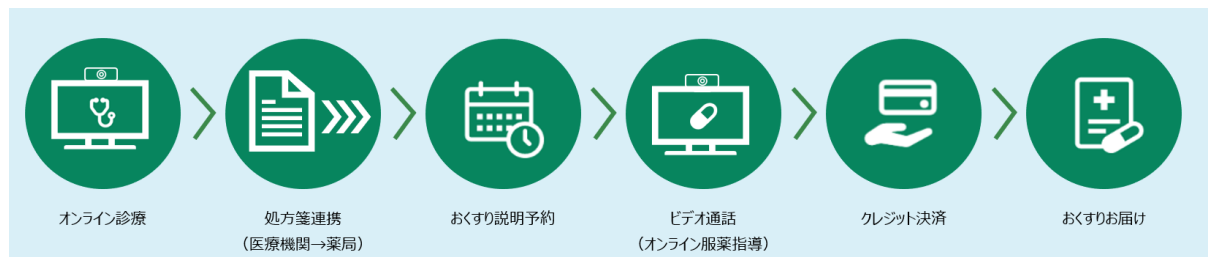 オンライン診療
処方箋連携
（医療機関→薬局）
おくすり説明予約
ビデオ通話
（オンライン服薬指導）
クレジット決済
おくすりお届け